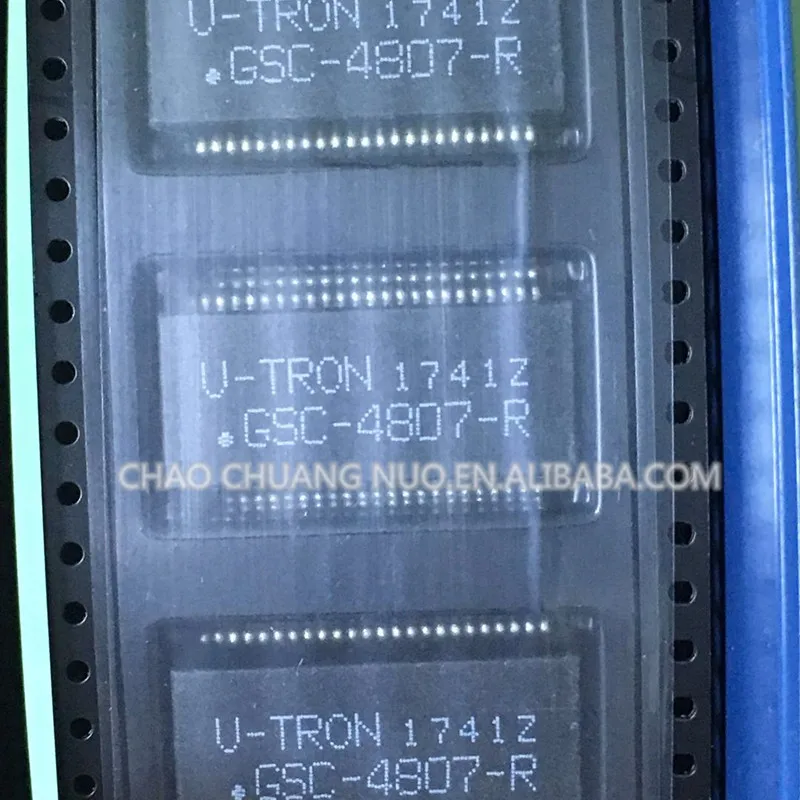 U-TRON 1741Z
GSC-4807-R
U-TRON 1741Z
GSC-4807-R
CHAO CHUANG NUO.EN.ALIBABA.COM
U-TRON 1741Z
GSC-4807-R